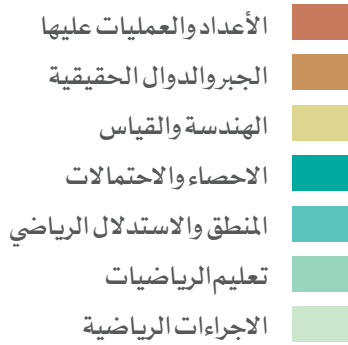 الأعداد والعمليات عليها
الجبر والدوال الحقيقية
الهندسة والقياس
الاحصاء والاحتمالات
المنطق والاستدلال الرياضي
تعليم الرياضيات
الاجراءات الرياضية